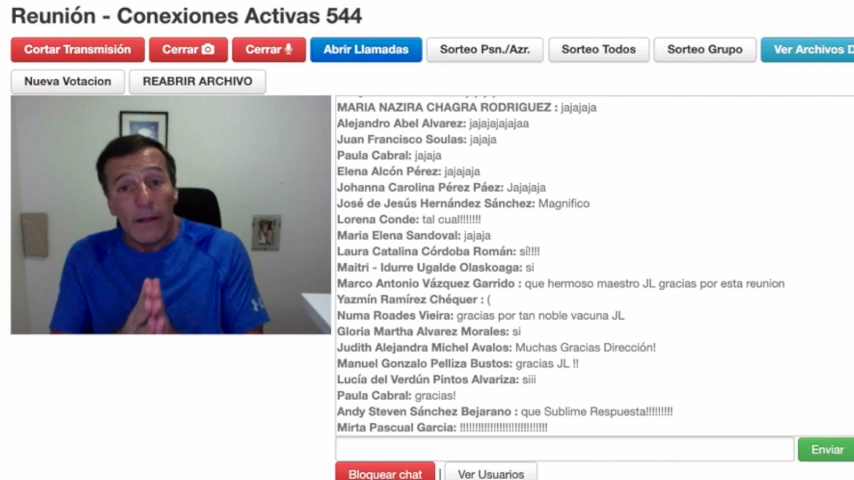 Reunión - Conexiones Activas 544
Cortar Transmisión Cerrar Cerrar Abrir Llamadas Sorteo Psn./Azr. Sorteo Todos Sorteo Grupo Ver Archivos D
Nueva Votacion REABRIR ARCHIVO
MARIA NAZIRA CHAGRA RODRIGUEZ : jajajaja
Alejandro Abel Alvarez: jajajajajajaa
Juan Francisco Soulas: jajaja
Paula Cabral: jajaja
Elena Alcón Pérez: jajajaja
Johanna Carolina Pérez Páez: Jajajaja
José de Jesús Hernández Sánchez: Magnifico
Lorena Conde: tal cual!!!!!!!
Maria Elena Sandoval: jajaja
Laura Catalina Córdoba Román: sí!!!!
Maitri - Idurre Ugalde Olaskoaga: si
Marco Antonio Vázquez Garrido : que hermoso maestro JL gracias por esta reunion
Yazmín Ramírez Chéquer : (
Numa Roades Vieira: gracias por tan noble vacuna JL
Gloria Martha Alvarez Morales: si
Judith Alejandra Michel Avalos: Muchas Gracias Dirección!
Manuel Gonzalo Pelliza Bustos: gracias JL !!
Lucía del Verdún Pintos Alvariza: siii
Paula Cabral: gracias!
Andy Steven Sánchez Bejarano : que Sublime Respuesta!!!!!!!!!
Mirta Pascual Garcia: !!!!!!!!!!!!!!!!!!!!!!!!!!!!!
Enviar
Bloquear chat | Ver Usuarios